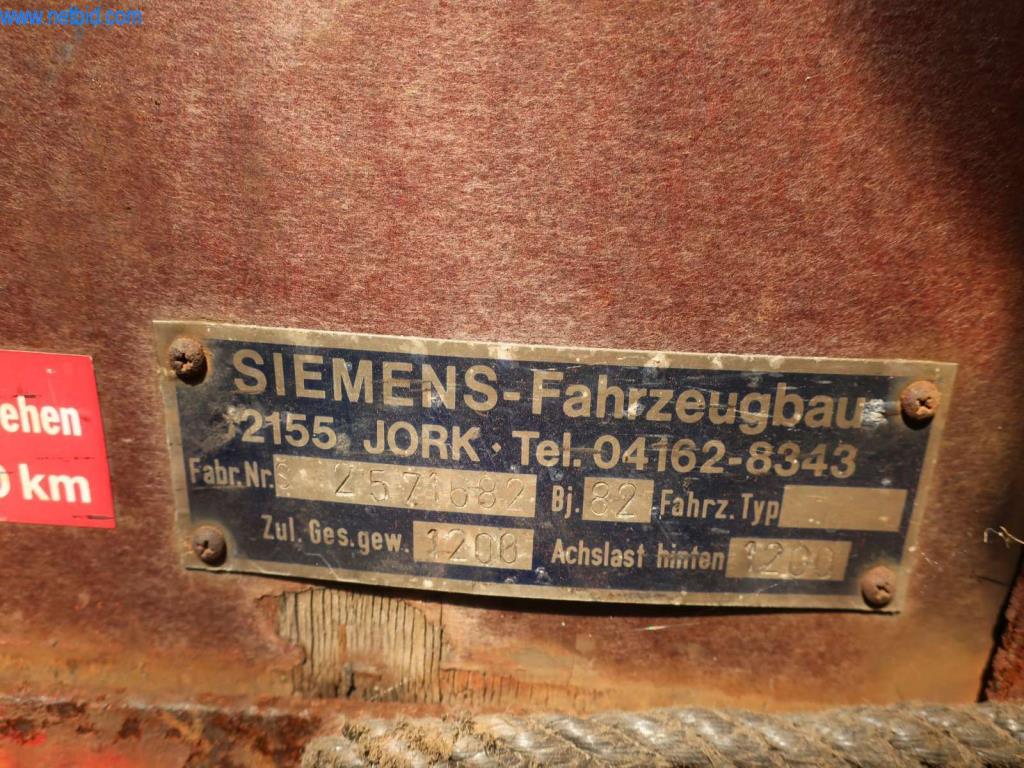 www.netbid.com
SIEMENS-Fahrzeugbau
2155 JORK · Tel. 04162-8343
Fabr.Nr. S 2571682 Bj. 82 Fahrz. Typ
Zul. Ges. gew. 1200 Achslast hinten 1200
ehen
0 km